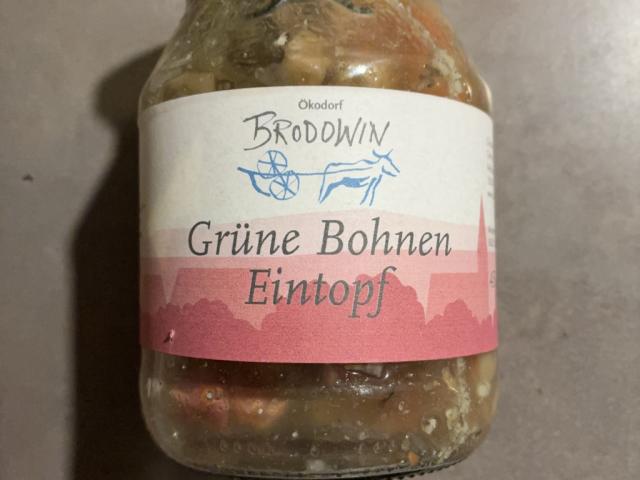 Ökodorf
BRODOWIN
Grüne Bohnen
Eintopf